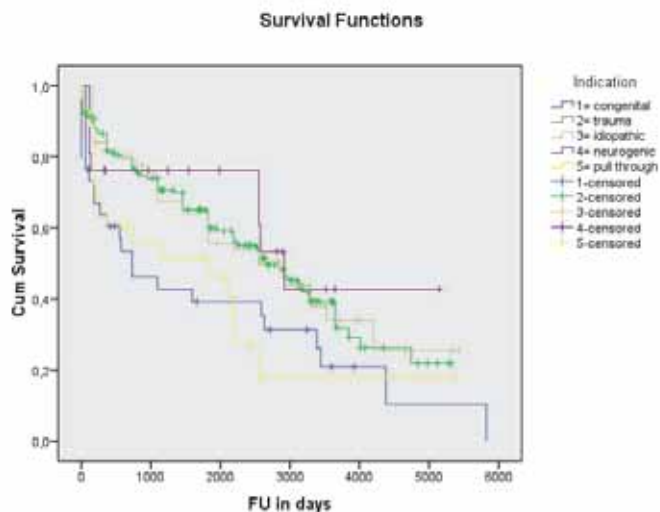 Survival Functions
Indication
1= congenital
2= trauma
3= idiopathic
4= neurogenic
5= pull through
1-censored
2-censored
3-censored
4-censored
5-censored
Cum Survival
1,0
0,8
0,6
0,4
0,2
0,0
0 1000 2000 3000 4000 5000 6000
FU in days